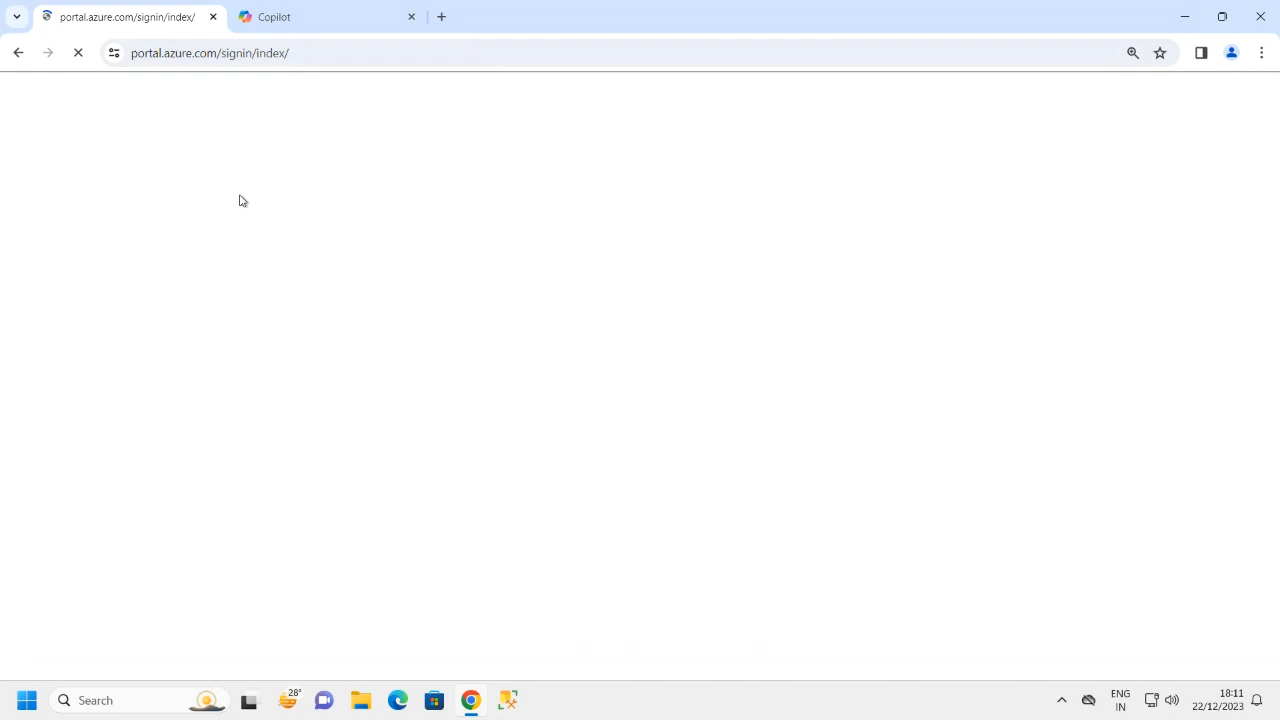 portal.azure.com/signin/index/
Copilot
portal.azure.com/signin/index/
Search
28°
ENG
IN
18:11
22/12/2023